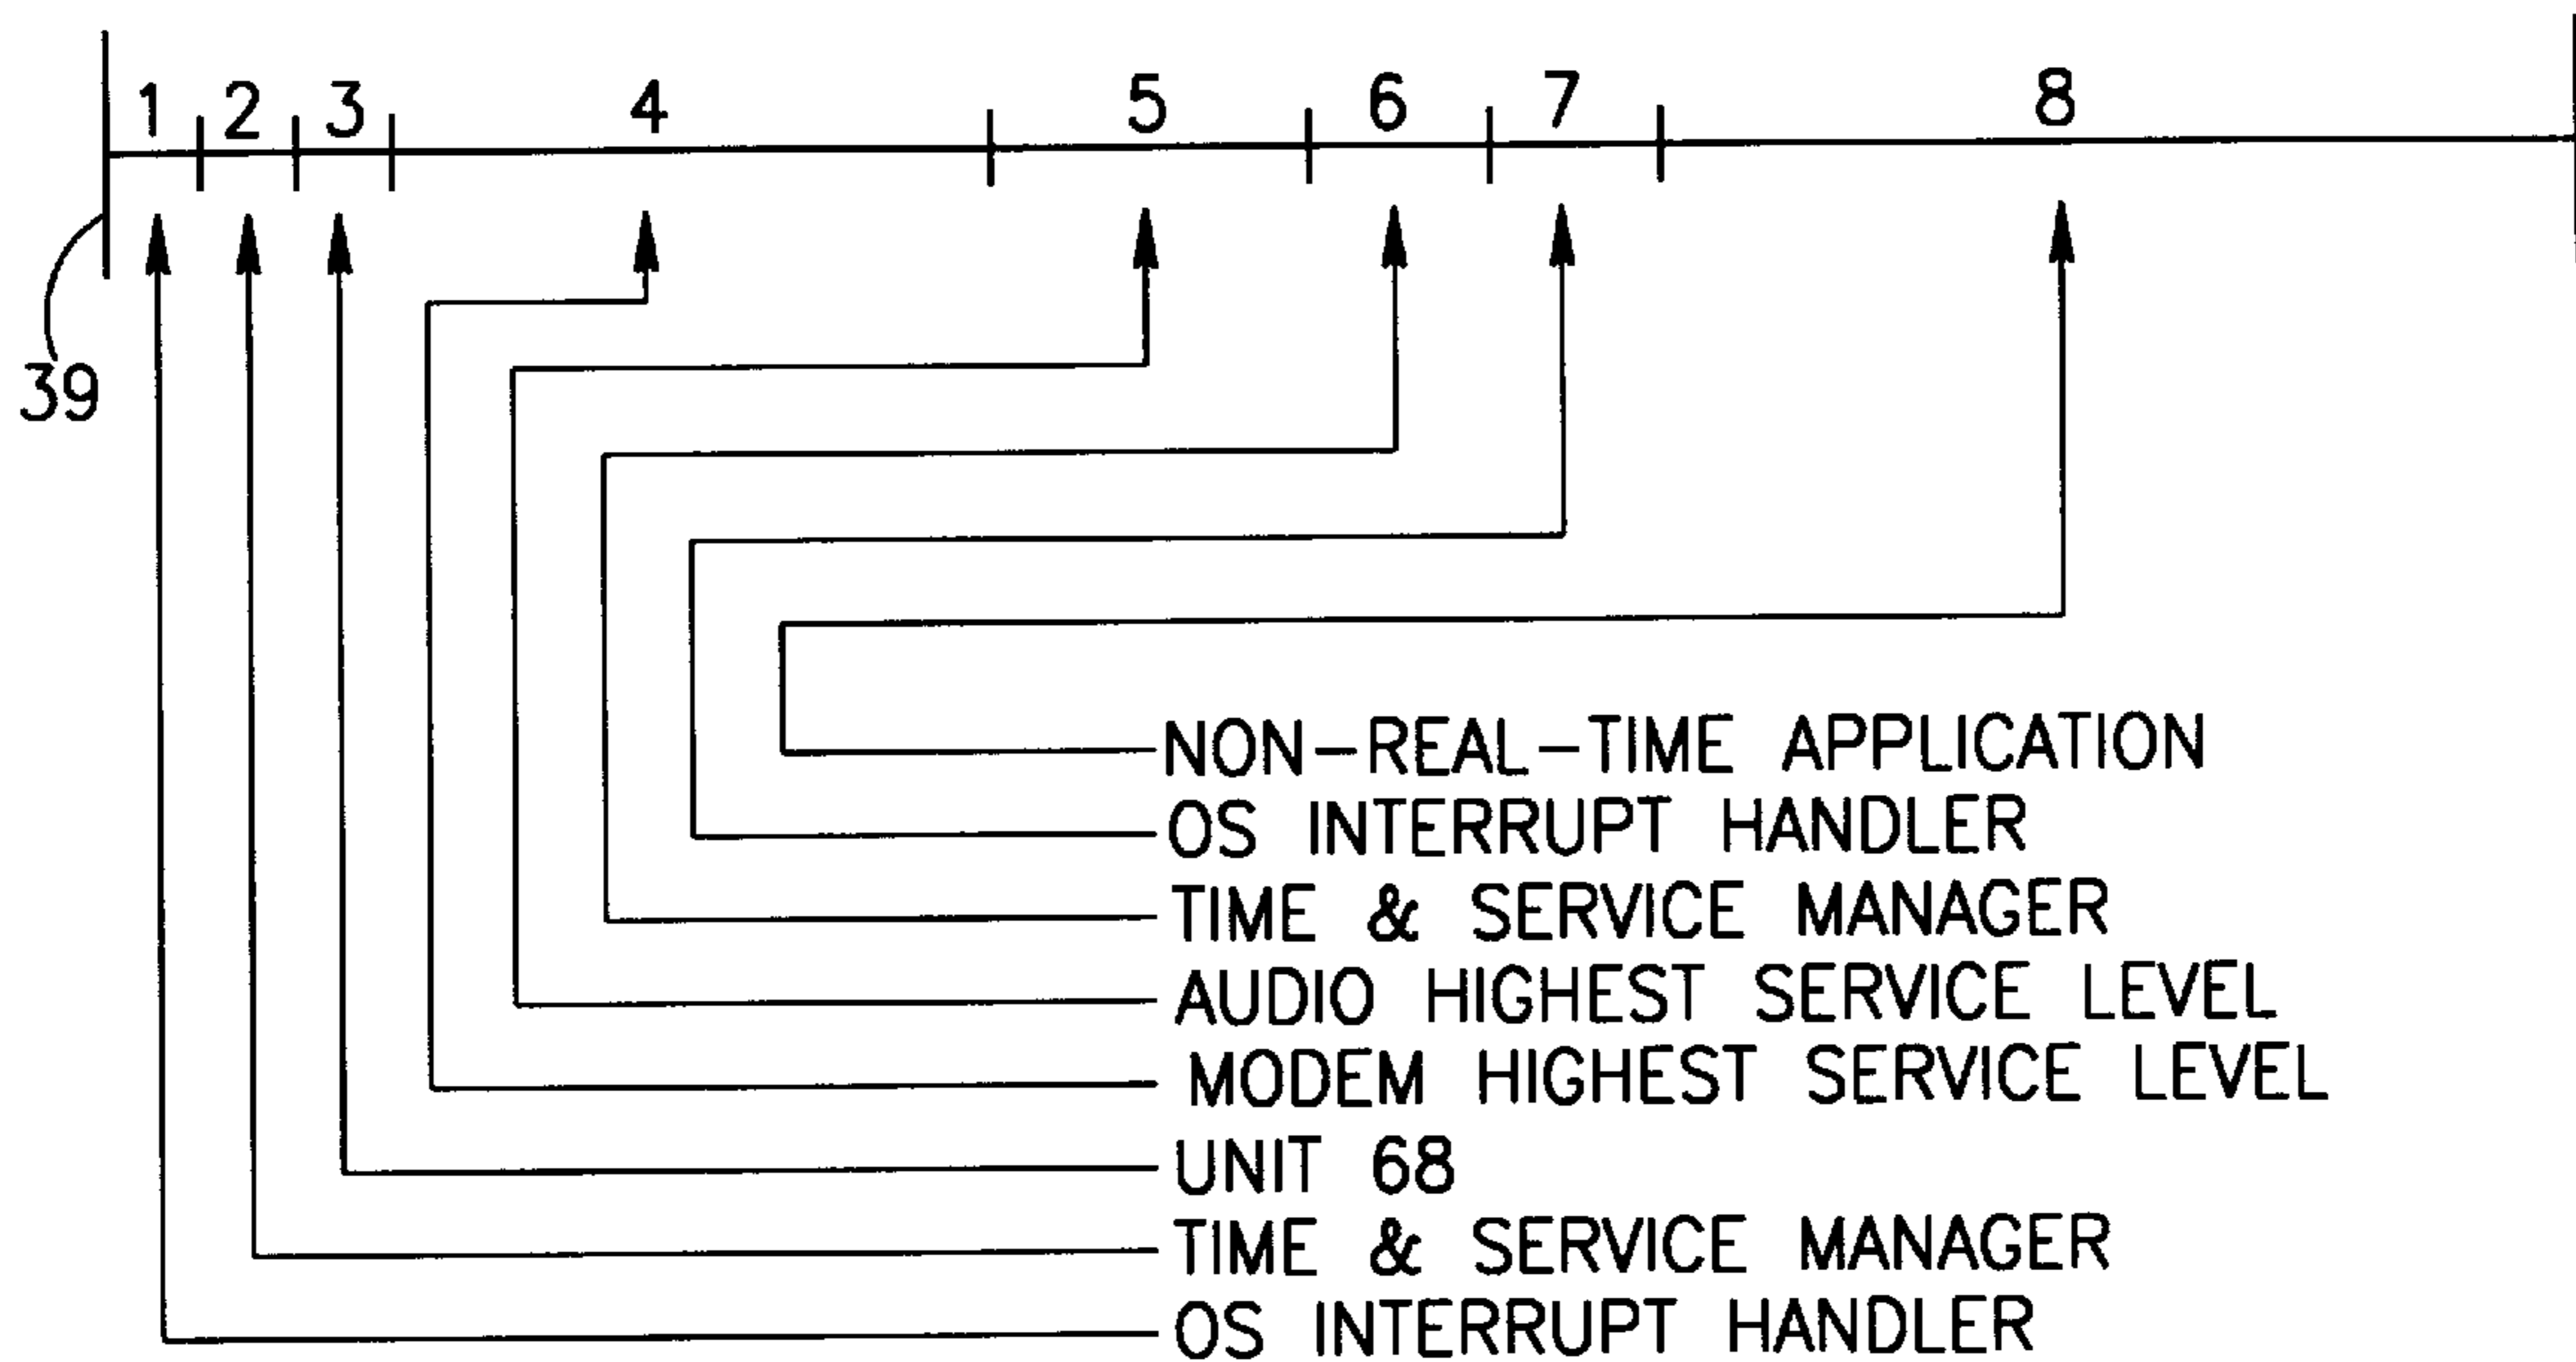 1 2 3 4 5 6 7 8
39
NON-REAL-TIME APPLICATION
OS INTERRUPT HANDLER
TIME & SERVICE MANAGER
AUDIO HIGHEST SERVICE LEVEL
MODEM HIGHEST SERVICE LEVEL
UNIT 68
TIME & SERVICE MANAGER
OS INTERRUPT HANDLER